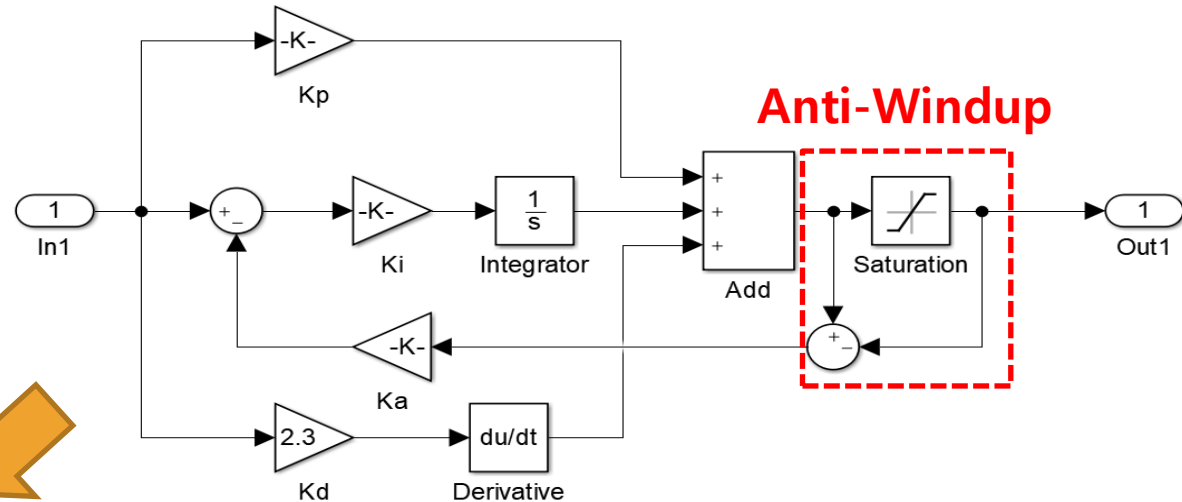 -K-
Kp
Anti-Windup
1
In1
+
−
-K-
Ki
1
s
Integrator
+
+
+
Add
Saturation
1
Out1
+
−
-K-
Ka
2.3
Kd
du/dt
Derivative